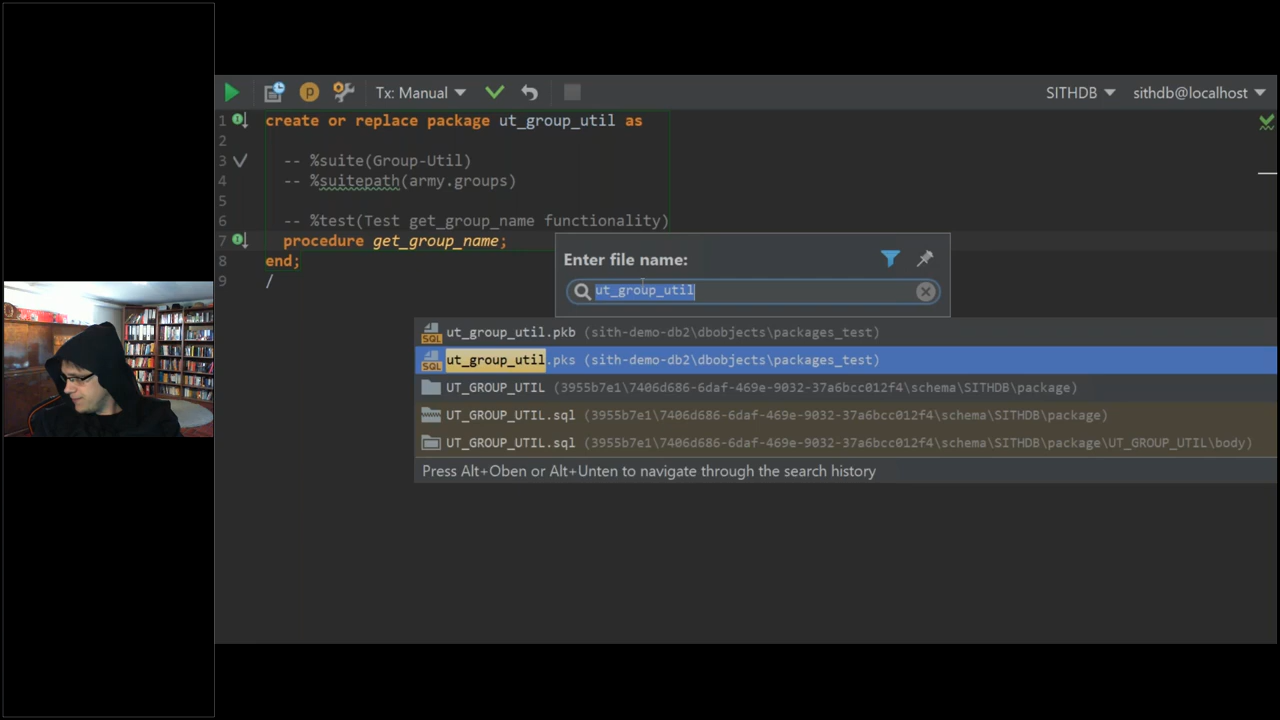 Tx: Manual
SITHDB
sithdb@localhost
1 create or replace package ut_group_util as
2
3 -- %suite(Group-Util)
4 -- %suitepath(army.groups)
5
6 -- %test(Test get_group_name functionality)
7 procedure get_group_name;
8 end;
9 /
Enter file name:
ut_group_util
SQL ut_group_util.pkb (sith-demo-db2\dbobjects\packages_test)
SQL ut_group_util.pks (sith-demo-db2\dbobjects\packages_test)
UT_GROUP_UTIL (3955b7e1\7406d686-6daf-469e-9032-37a6bcc012f4\schema\SITHDB\package)
UT_GROUP_UTIL.sql (3955b7e1\7406d686-6daf-469e-9032-37a6bcc012f4\schema\SITHDB\package)
UT_GROUP_UTIL.sql (3955b7e1\7406d686-6daf-469e-9032-37a6bcc012f4\schema\SITHDB\package\UT_GROUP_UTIL\body)
Press Alt+Oben or Alt+Unten to navigate through the search history